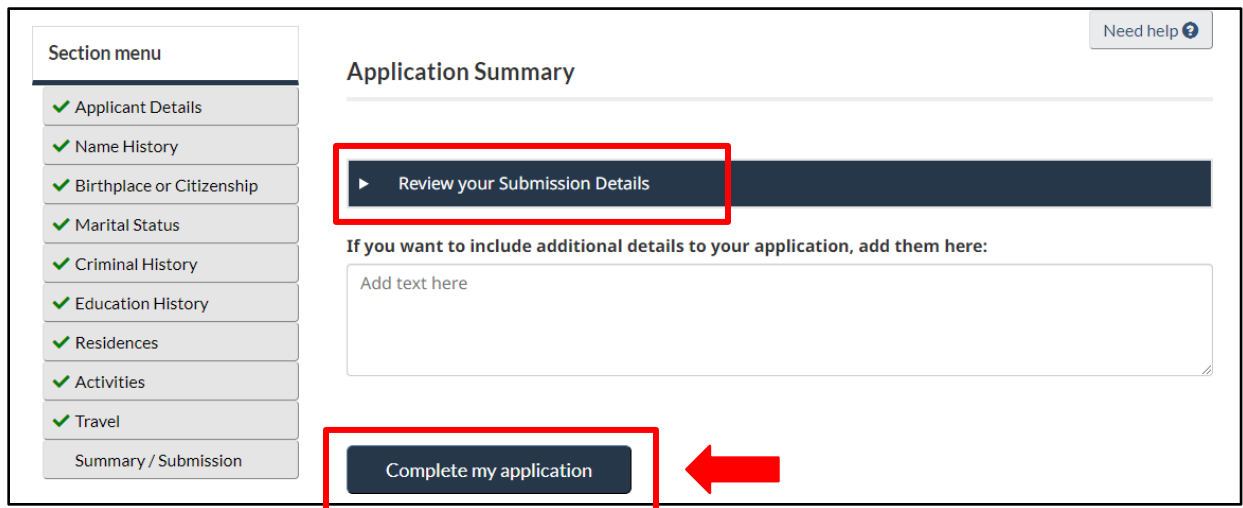 Need help
Section menu
Applicant Details
Name History
Birthplace or Citizenship
Marital Status
Criminal History
Education History
Residences
Activities
Travel
Summary / Submission
Application Summary
Review your Submission Details
If you want to include additional details to your application, add them here:
Add text here
Complete my application